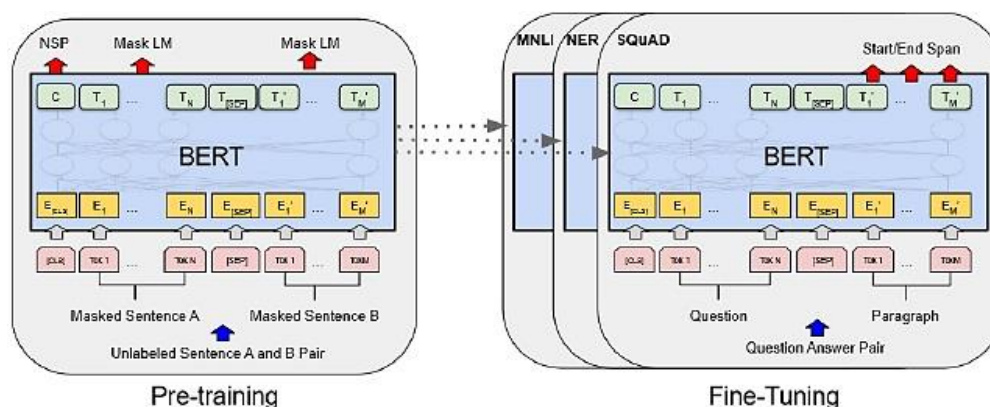 NSP Mask LM Mask LM
C T1 ... TN T[SEP] T1' ... TM'
BERT
E[CLS] E1 ... EN E[SEP] E1' ... EM'
[CLS] Tok 1 ... Tok N [SEP] Tok 1 ... TokM
Masked Sentence A Masked Sentence B
Unlabeled Sentence A and B Pair
Pre-training
MNLI NER SQuAD
Start/End Span
C T1 ... TN T[SEP] T1' ... TM'
BERT
E[CLS] E1 ... EN E[SEP] E1' ... EM'
[CLS] Tok 1 ... Tok N [SEP] Tok 1 ... TokM
Question Paragraph
Question Answer Pair
Fine-Tuning